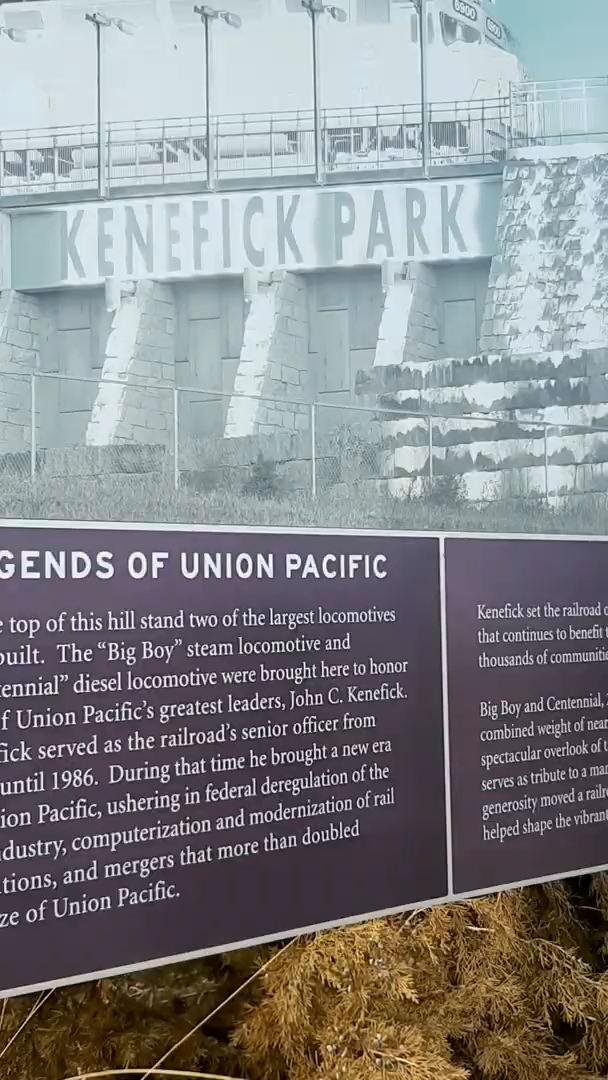 6900
6900
KENEFICK PARK
GENDS OF UNION PACIFIC
e top of this hill stand two of the largest locomotives
built. The “Big Boy” steam locomotive and
tennial” diesel locomotive were brought here to honor
f Union Pacific’s greatest leaders, John C. Kenefick.
fick served as the railroad’s senior officer from
until 1986. During that time he brought a new era
ion Pacific, ushering in federal deregulation of the
dustry, computerization and modernization of rail
tions, and mergers that more than doubled
ze of Union Pacific.
Kenefick set the railroad
that continues to benefit
thousands of communitie
Big Boy and Centennial,
combined weight of near
spectacular overlook of
serves as tribute to a ma
generosity moved a railr
helped shape the vibrant